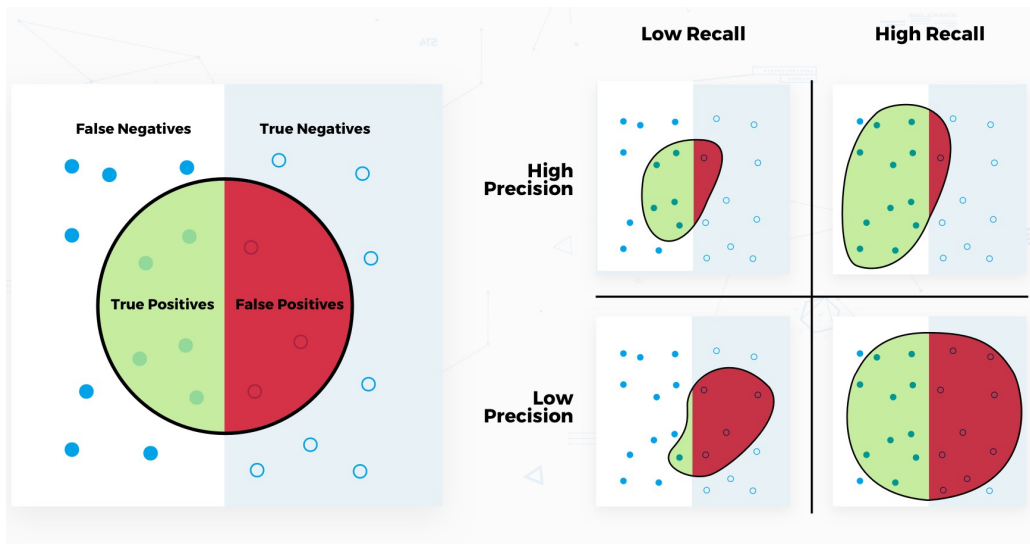 Low Recall
High Recall
False Negatives
True Negatives
High
Precision
True Positives
False Positives
Low
Precision